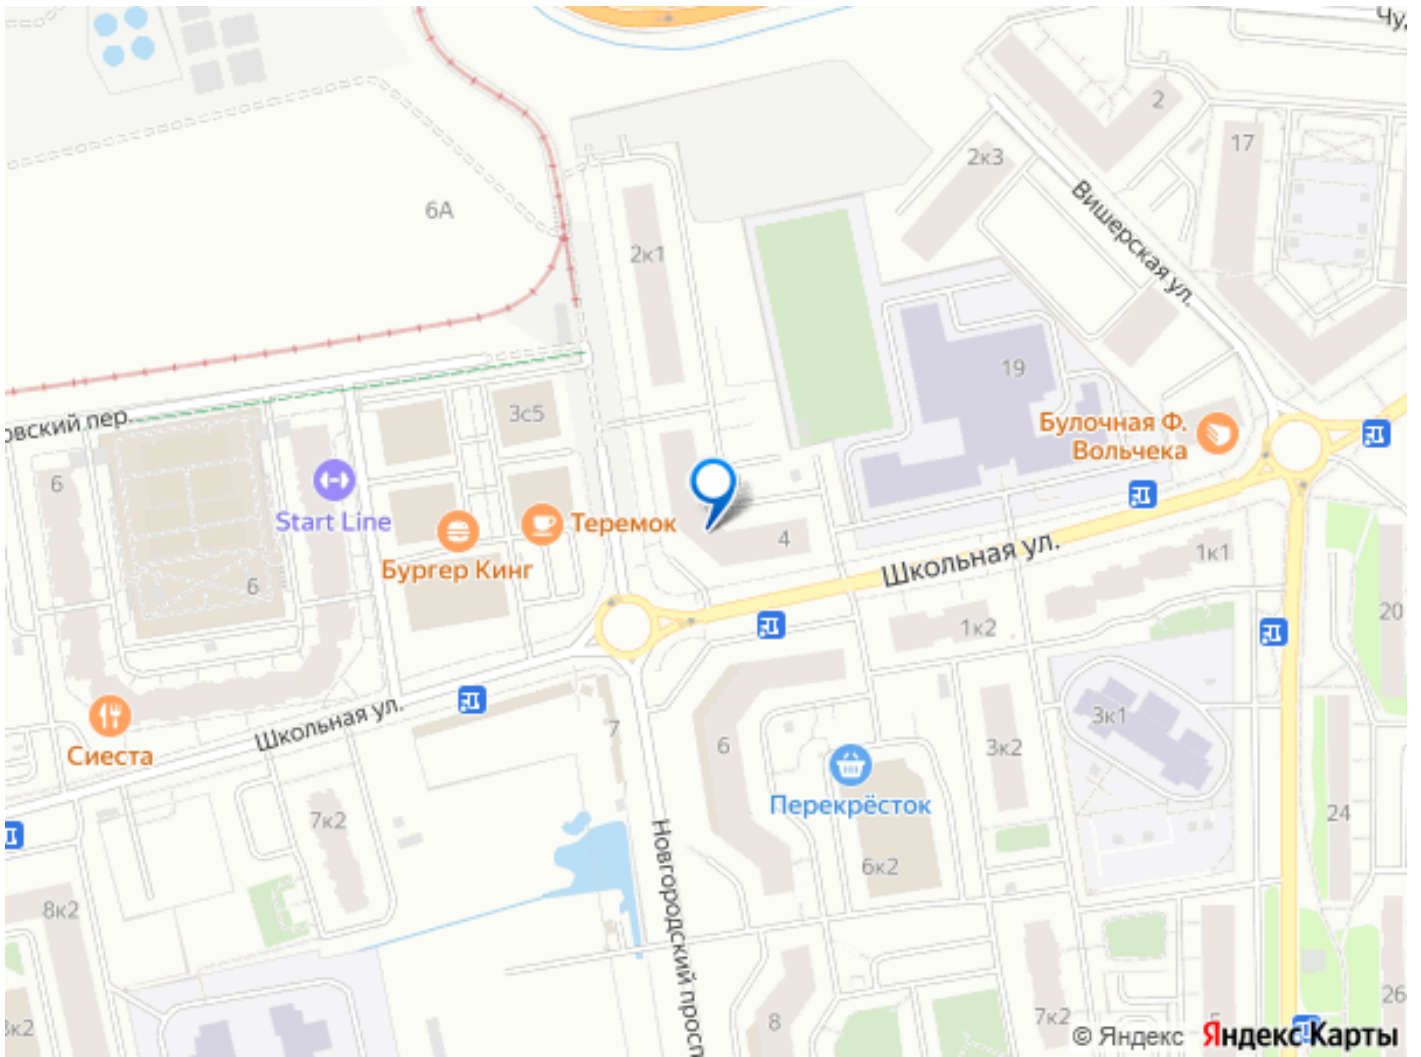 Чу
2
17
2к3
6А
Вишерская ул.
2к1
19
3с5
овский пер.
Булочная Ф.
Вольчека
6
Start Line
Теремок
4
Бургер Кинг
Школьная ул.
1к1
6
20
1к2
3к1
Школьная ул.
7
6
3к2
Сиеста
Перекрёсток
7к2
24
Новгородский просп
6к2
8к2
26
8
7к2
5
3к2
© Яндекс
Яндекс Карты